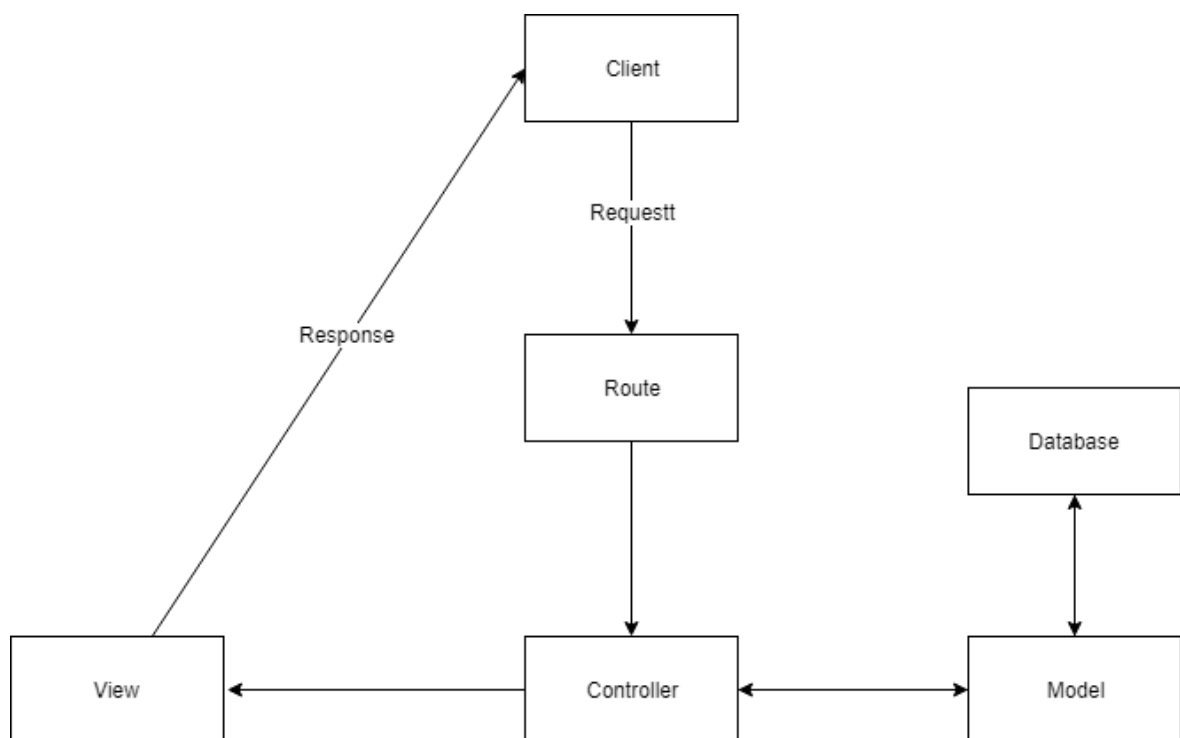 Client
Requestt
Response
Route
Database
View
Controller
Model